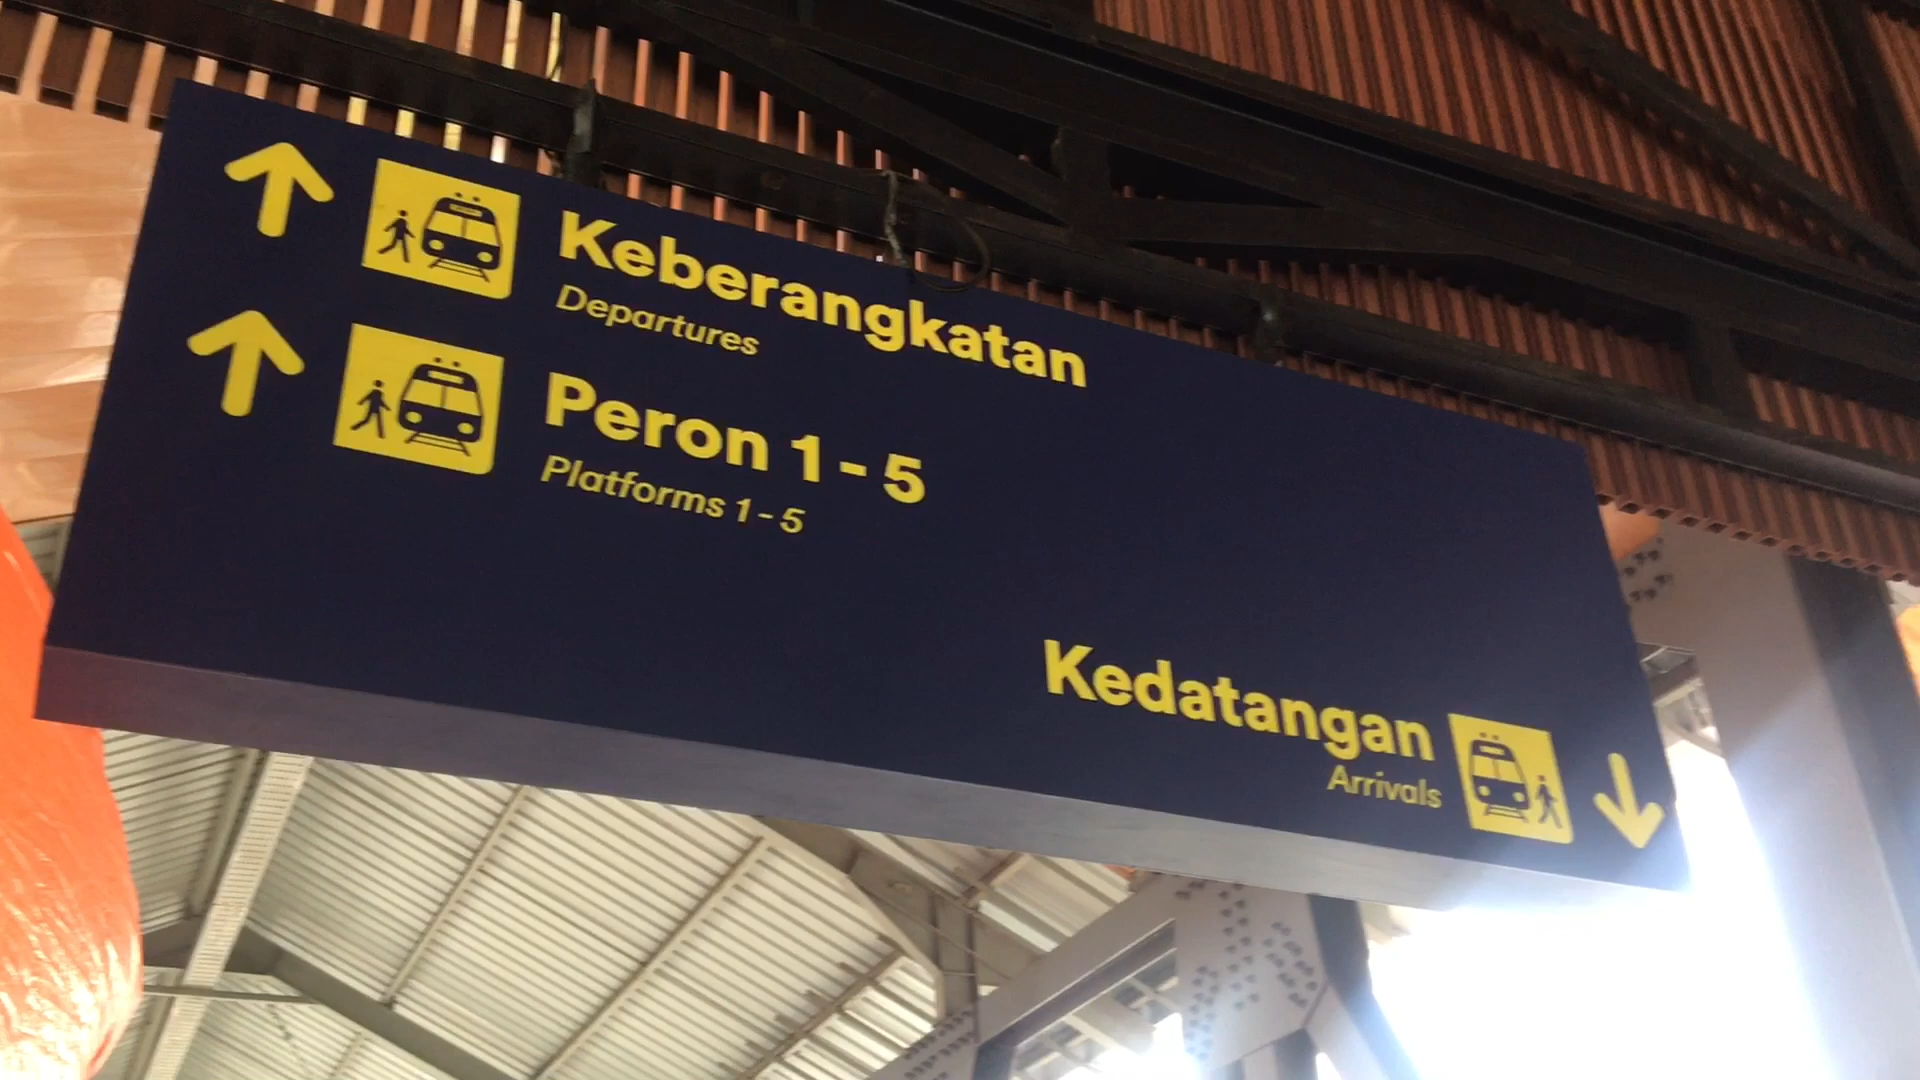 Keberangkatan
Departures
Peron 1 - 5
Platforms 1 - 5
Kedatangan
Arrivals